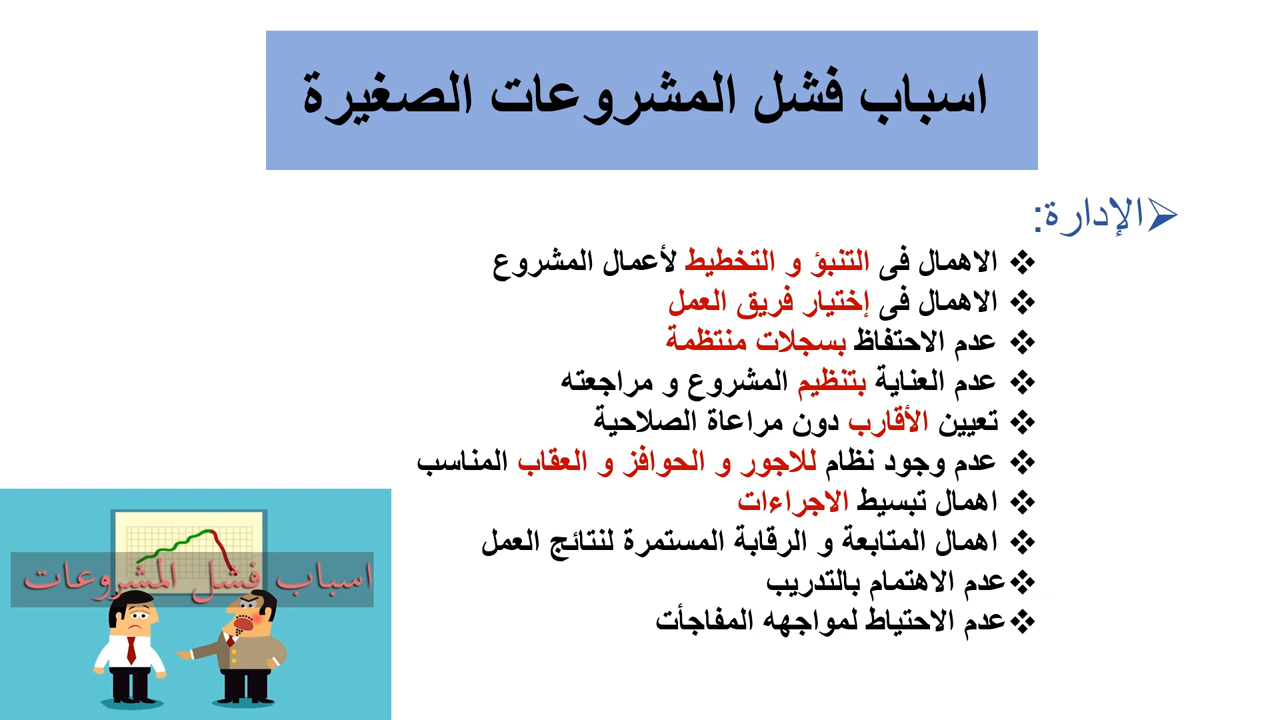 اسباب فشل المشروعات الصغيرة
الإدارة:
الاهمال فى التنبؤ و التخطيط لأعمال المشروع
الاهمال فى إختيار فريق العمل
عدم الاحتفاظ بسجلات منتظمة
عدم العناية بتنظيم المشروع و مراجعته
تعيين الأقارب دون مراعاة الصلاحية
عدم وجود نظام للاجور و الحوافز و العقاب المناسب
اهمال تبسيط الاجراءات
اهمال المتابعة و الرقابة المستمرة لنتائج العمل
عدم الاهتمام بالتدريب
عدم الاحتياط لمواجهه المفاجأت
اسباب فشل المشروعات